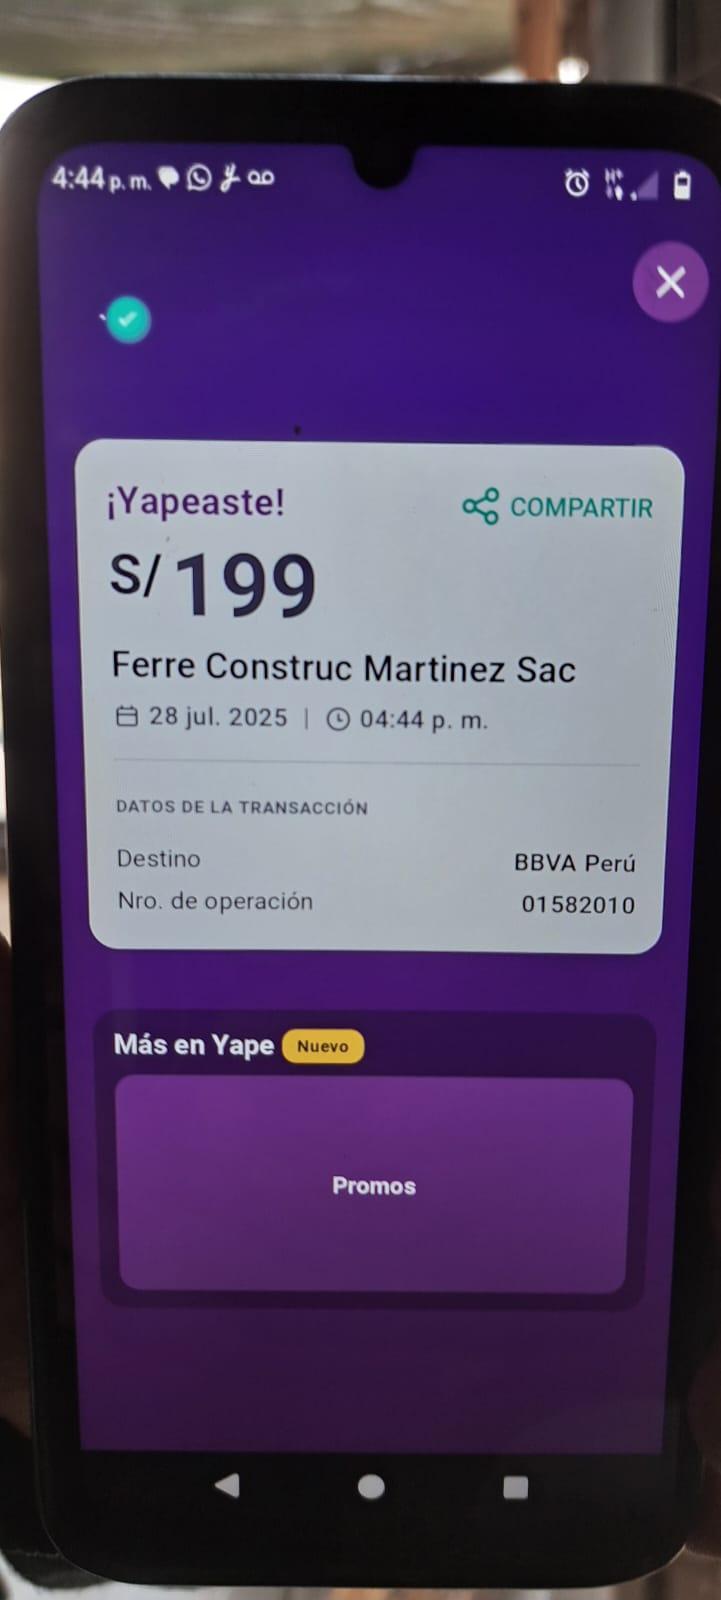 4:44 p. m.
¡Yapeaste!
COMPARTIR
S/ 199
Ferre Construc Martinez Sac
28 jul. 2025 | 04:44 p. m.
DATOS DE LA TRANSACCIÓN
Destino BBVA Perú
Nro. de operación 01582010
Más en Yape Nuevo
Promos